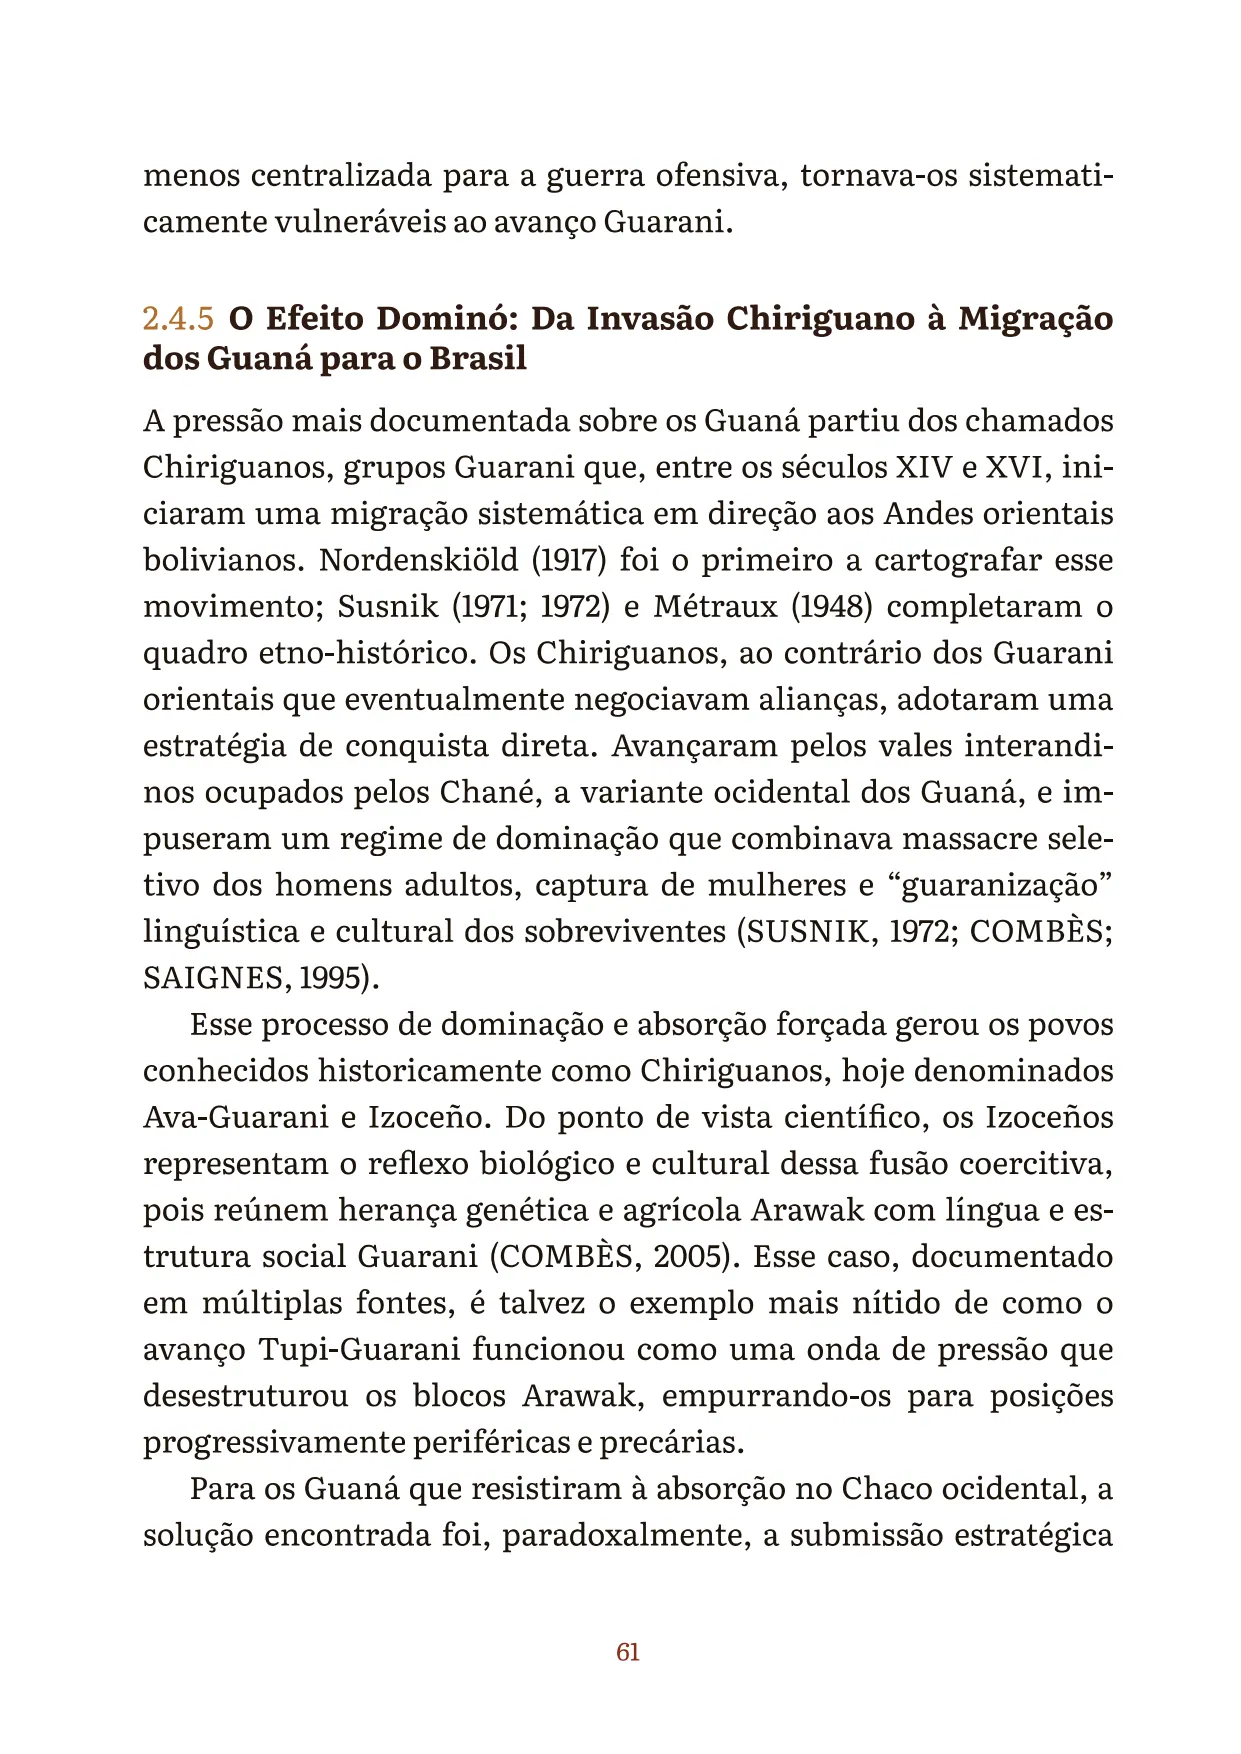 menos centralizada para a guerra ofensiva, tornava-os sistemati-
camente vulneráveis ao avanço Guarani.
2.4.5 O Efeito Dominó: Da Invasão Chiriguano à Migração
dos Guaná para o Brasil
A pressão mais documentada sobre os Guaná partiu dos chamados
Chiriguanos, grupos Guarani que, entre os séculos XIV e XVI, ini-
ciaram uma migração sistemática em direção aos Andes orientais
bolivianos. Nordenskiöld (1917) foi o primeiro a cartografar esse
movimento; Susnik (1971; 1972) e Métraux (1948) completaram o
quadro etno-histórico. Os Chiriguanos, ao contrário dos Guarani
orientais que eventualmente negociavam alianças, adotaram uma
estratégia de conquista direta. Avançaram pelos vales interandi-
nos ocupados pelos Chané, a variante ocidental dos Guaná, e im-
puseram um regime de dominação que combinava massacre sele-
tivo dos homens adultos, captura de mulheres e “guaranização”
linguística e cultural dos sobreviventes (SUSNIK, 1972; COMBÈS;
SAIGNES, 1995).
Esse processo de dominação e absorção forçada gerou os povos
conhecidos historicamente como Chiriguanos, hoje denominados
Ava-Guarani e Izoceño. Do ponto de vista científico, os Izoceños
representam o reflexo biológico e cultural dessa fusão coercitiva,
pois reúnem herança genética e agrícola Arawak com língua e es-
trutura social Guarani (COMBÈS, 2005). Esse caso, documentado
em múltiplas fontes, é talvez o exemplo mais nítido de como o
avanço Tupi-Guarani funcionou como uma onda de pressão que
desestruturou os blocos Arawak, empurrando-os para posições
progressivamente periféricas e precárias.
Para os Guaná que resistiram à absorção no Chaco ocidental, a
solução encontrada foi, paradoxalmente, a submissão estratégica
61